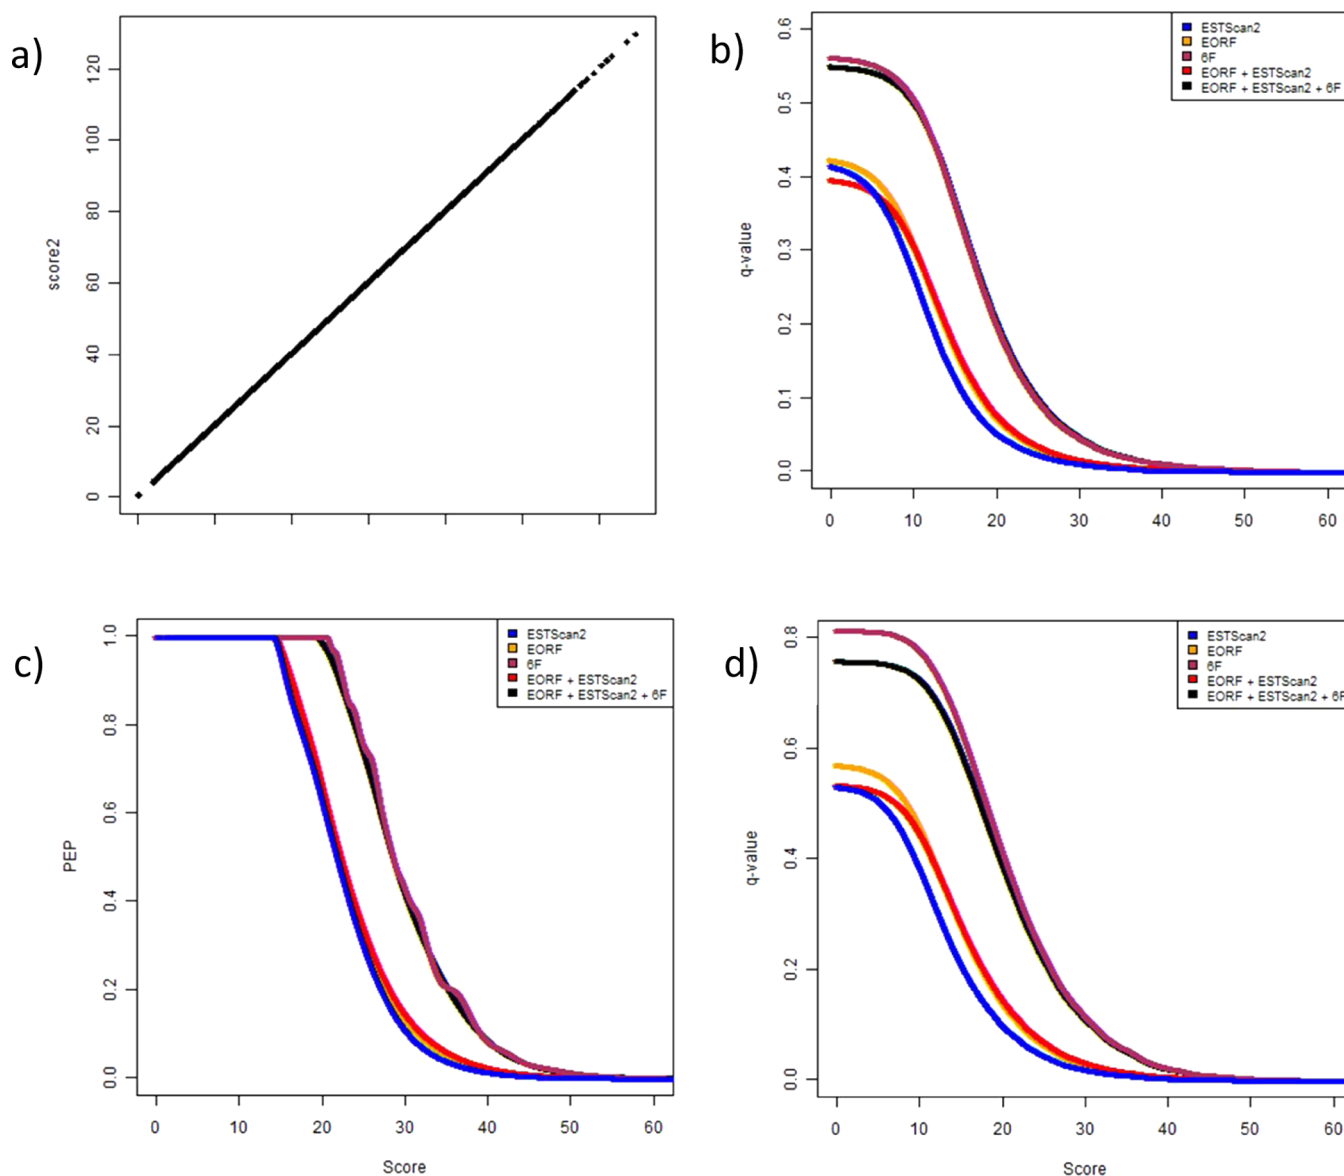 a)
score2
0
20
40
60
80
100
120
b)
q-value
0.0
0.1
0.2
0.3
0.4
0.5
0.6
0
10
20
30
40
50
60
ESTScan2
EORF
6F
EORF + ESTScan2
EORF + ESTScan2 + 6F
c)
PEP
0.0
0.2
0.4
0.6
0.8
1.0
0
10
20
30
40
50
60
Score
ESTScan2
EORF
6F
EORF + ESTScan2
EORF + ESTScan2 + 6F
d)
q-value
0.0
0.2
0.4
0.6
0.8
0
10
20
30
40
50
60
Score
ESTScan2
EORF
6F
EORF + ESTScan2
EORF + ESTScan2 + 6F